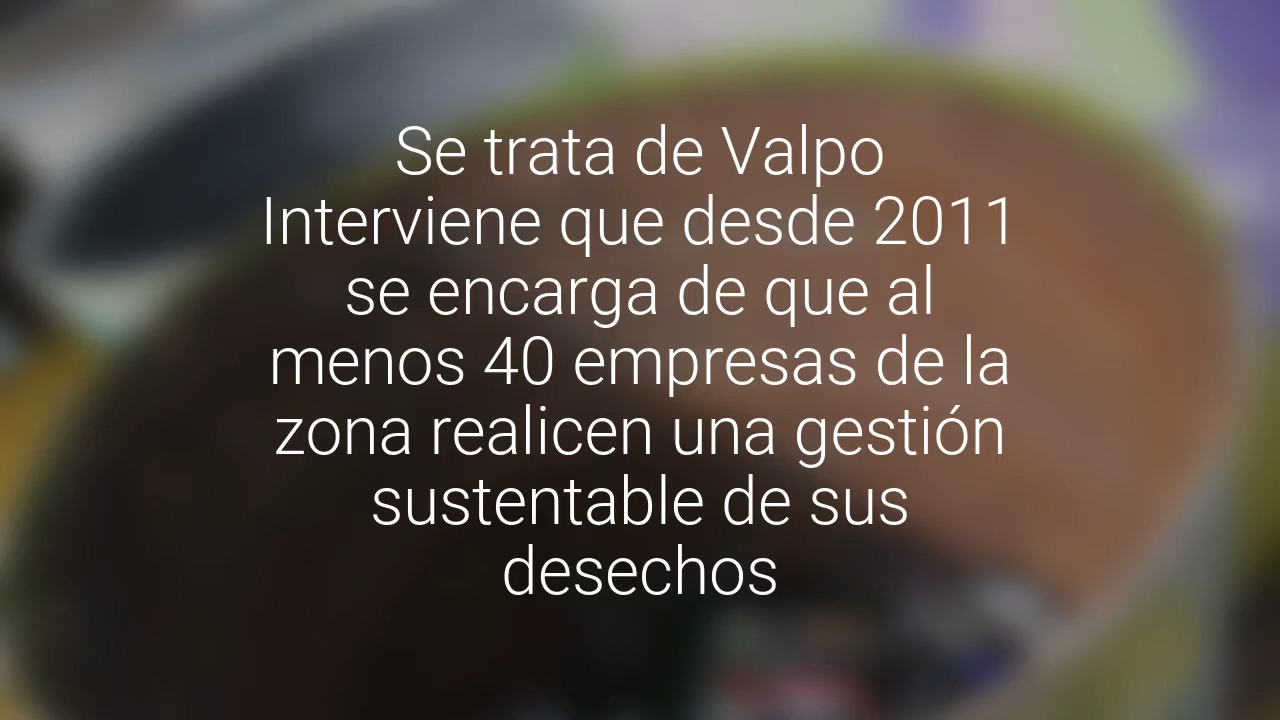 Se trata de Valpo
Interviene que desde 2011
se encarga de que al
menos 40 empresas de la
zona realicen una gestión
sustentable de sus
desechos